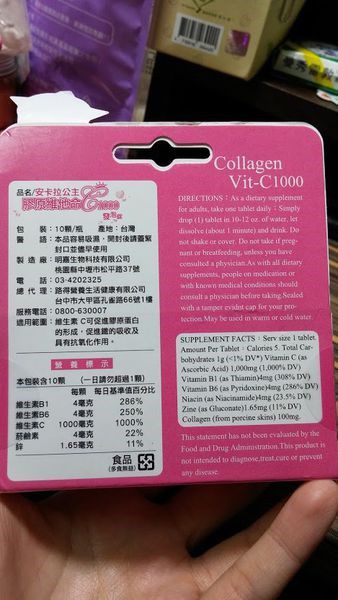 Collagen
Vit-C1000
品名/安卡拉公主
膠原維他命C1000
發泡錠
包裝：10顆/瓶 產地：台灣
警語：本品容易吸濕，開封後請蓋緊
封口並儘早使用
製造廠：明嘉生物科技有限公司
桃園縣中壢市松平路37號
電話：03-4202325
總代理：路得營養生活健康有限公司
台中市大甲區孔雀路66號1樓
服務電話：0800-630007
適用範圍：維生素C可促進膠原蛋白
的形成，促進鐵的吸收及
具有抗氧化作用。
營養標示
本包裝含10顆 (一日請勿超過1顆)
每顆 每日基準值百分比
維生素B1 4毫克 286%
維生素B6 4毫克 250%
維生素C 1000毫克 1000%
菸鹼素 4毫克 22%
鋅 1.65毫克 11%
食品
(多食無益)
DIRECTIONS：As a dietary supplement
for adults, take one tablet daily：Simply
drop (1) tablet in 10-12 oz. of water, let
dissolve (about 1 minute) and drink. Do
not shake or cover. Do not take if preg-
nant or breatfeeding, unless you have
consulted a physician.As with all dietary
supplements, people on medication or
with known medical conditions should
consult a physician before taking.Sealed
with a tamper evidnt cap for your pro-
tection May be used in warm or cold water.
SUPPLEMENT FACTS：Serv size 1 tablet.
Amount Per Tablet：Calories 5. Total Car-
bohydrates 1g (<1% DV*) Vitamin C (as
Ascorbic Acid) 1,000mg (1,000% DV)
Vitamin B1 (as Thiamin)4mg (308% DV)
Vitamin B6 (as Pyridoxine)4mg (286% DV)
Niacin (as Niacinamide)4mg (23.5% DV)
Zinc (as Gluconate)1.65mg (11% DV)
Collagen (from porcine skins) 100mg.
This statement has not been evaluated by the
Food and Drug Administration.This product is
not intended to diagnose,treat,cure or prevent
any disease.